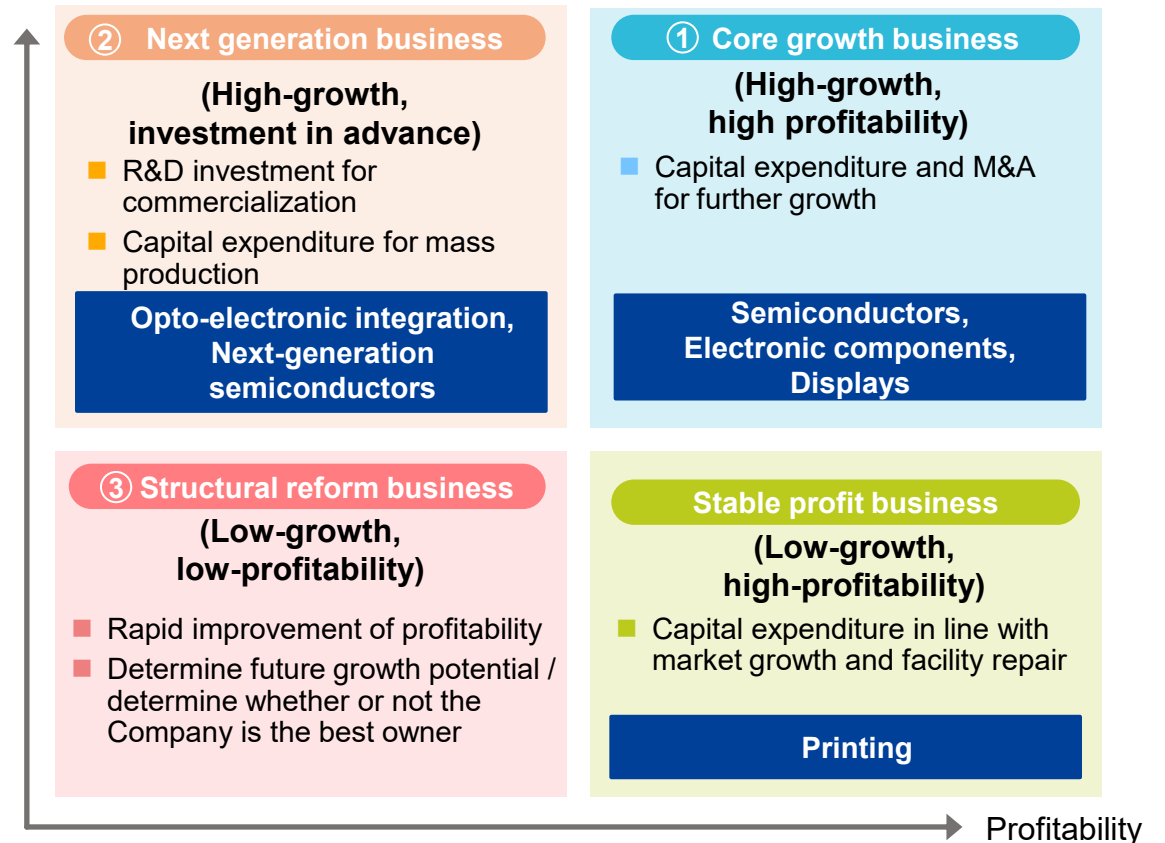 ② Next generation business
(High-growth,
investment in advance)
■ R&D investment for
commercialization
■ Capital expenditure for mass
production
Opto-electronic integration,
Next-generation
semiconductors
① Core growth business
(High-growth,
high profitability)
■ Capital expenditure and M&A
for further growth
Semiconductors,
Electronic components,
Displays
③ Structural reform business
(Low-growth,
low-profitability)
■ Rapid improvement of profitability
■ Determine future growth potential /
determine whether or not the
Company is the best owner
Stable profit business
(Low-growth,
high-profitability)
■ Capital expenditure in line with
market growth and facility repair
Printing
Profitability